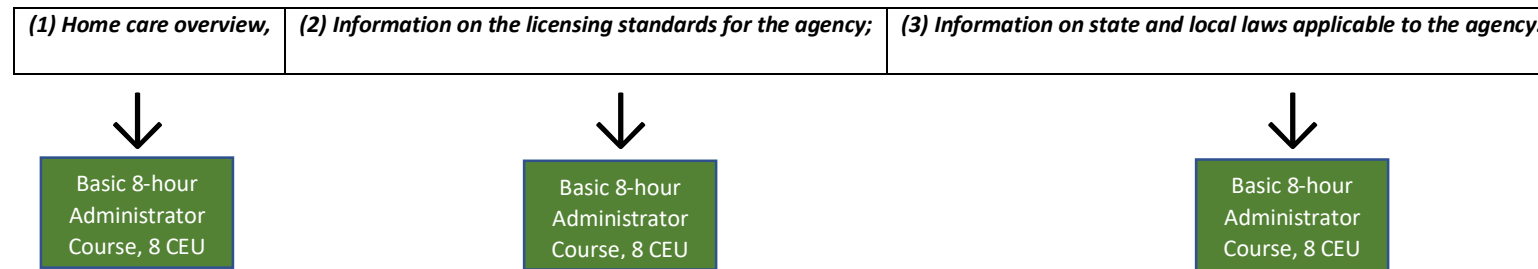 (1) Home care overview,
(2) Information on the licensing standards for the agency;
(3) Information on state and local laws applicable to the agency
Basic 8-hour
Administrator
Course, 8 CEU
Basic 8-hour
Administrator
Course, 8 CEU
Basic 8-hour
Administrator
Course, 8 CEU